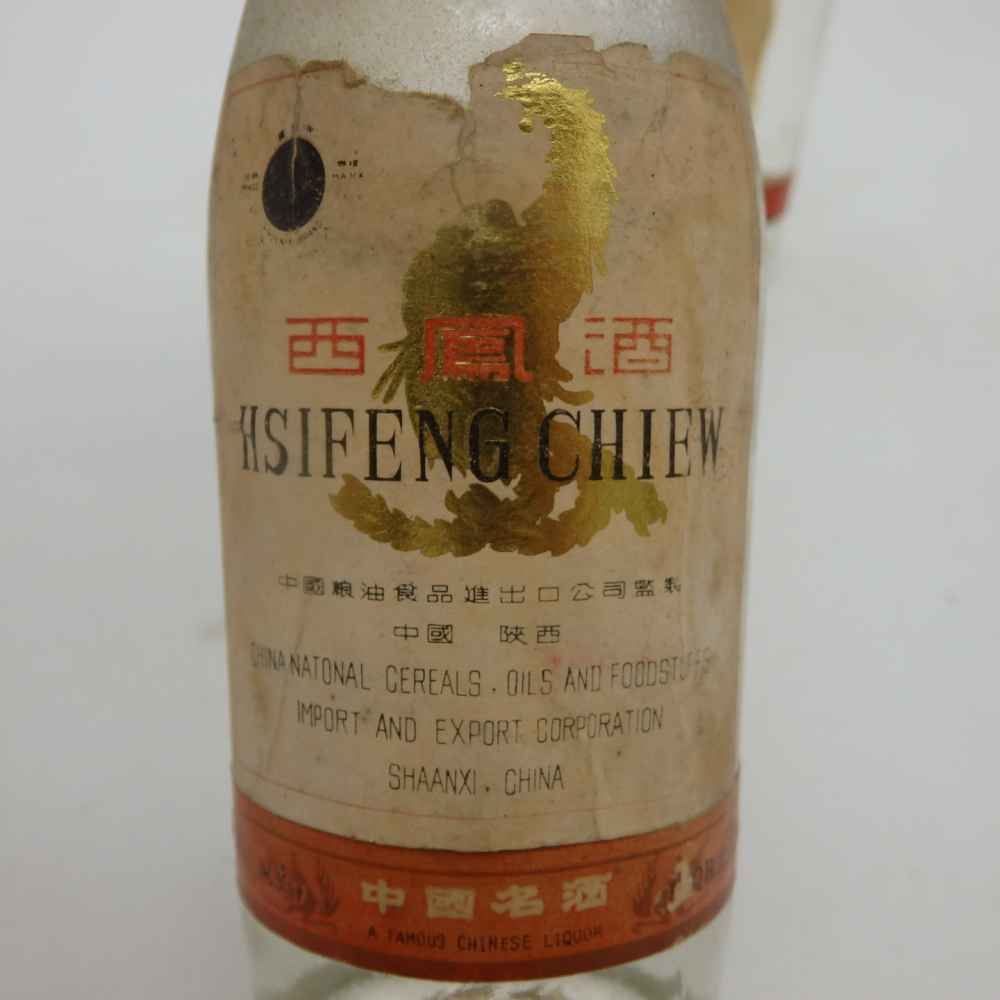 西鳳酒
HSIFENG CHIEW
中國粮油食品進出口公司監製
中國 陝西
CHINA NATONAL CEREALS, OILS AND FOODSTUFFS
IMPORT AND EXPORT CORPORATION
SHAANXI, CHINA
中國名酒
A FAMOUS CHINESE LIQUOR